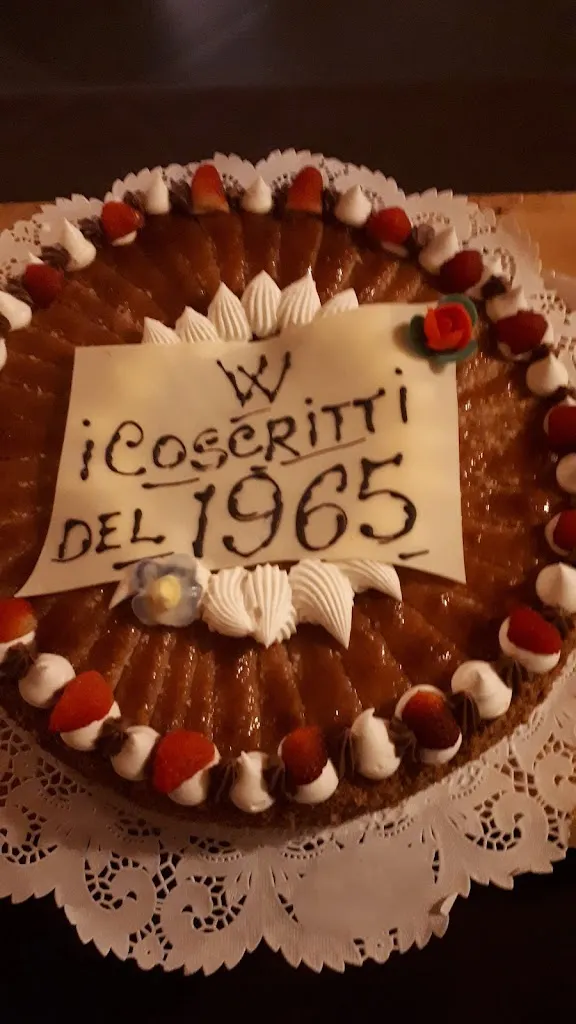 W
i COSCRITTi
DEL 1965